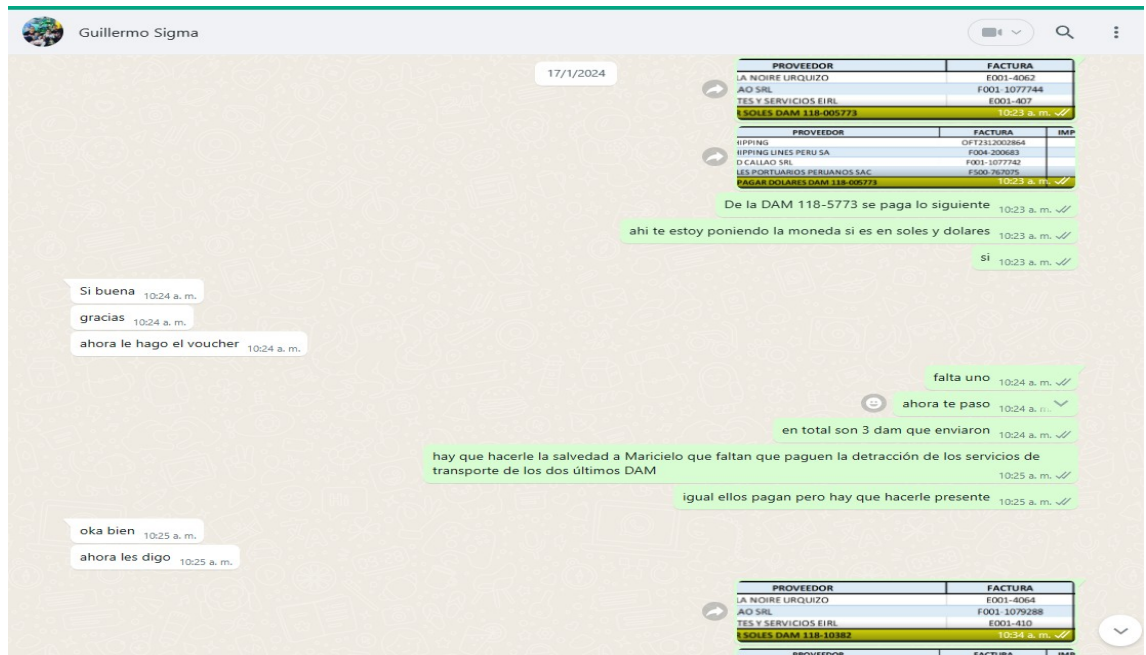 Guillermo Sigma
17/1/2024
PROVEEDOR FACTURA
LA NOIRE URQUIZO E001-4062
AO SRL F001-1077744
TES Y SERVICIOS EIRL E001-407
R SOLES DAM 118-005773 10:23 a. m.
PROVEEDOR FACTURA IMP
HIPPING OFT2312002864
HIPPING LINES PERU SA F004-200683
D CALLAO SRL F001-1077742
LES PORTUARIOS PERUANOS SAC F500-767075
PAGAR DOLARES DAM 118-005773 10:23 a. m.
De la DAM 118-5773 se paga lo siguiente 10:23 a. m.
ahi te estoy poniendo la moneda si es en soles y dolares 10:23 a. m.
si 10:23 a. m.
Si buena 10:24 a. m.
gracias 10:24 a. m.
ahora le hago el voucher 10:24 a. m.
falta uno 10:24 a. m.
ahora te paso 10:24 a. m.
en total son 3 dam que enviaron 10:24 a. m.
hay que hacerle la salvedad a Maricielo que faltan que paguen la detracción de los servicios de
transporte de los dos últimos DAM 10:25 a. m.
igual ellos pagan pero hay que hacerle presente 10:25 a. m.
oka bien 10:25 a. m.
ahora les digo 10:25 a. m.
PROVEEDOR FACTURA
LA NOIRE URQUIZO E001-4064
AO SRL F001-1079288
TES Y SERVICIOS EIRL E001-410
R SOLES DAM 118-10382 10:34 a. m.
PROVEEDOR FACTURA IMP